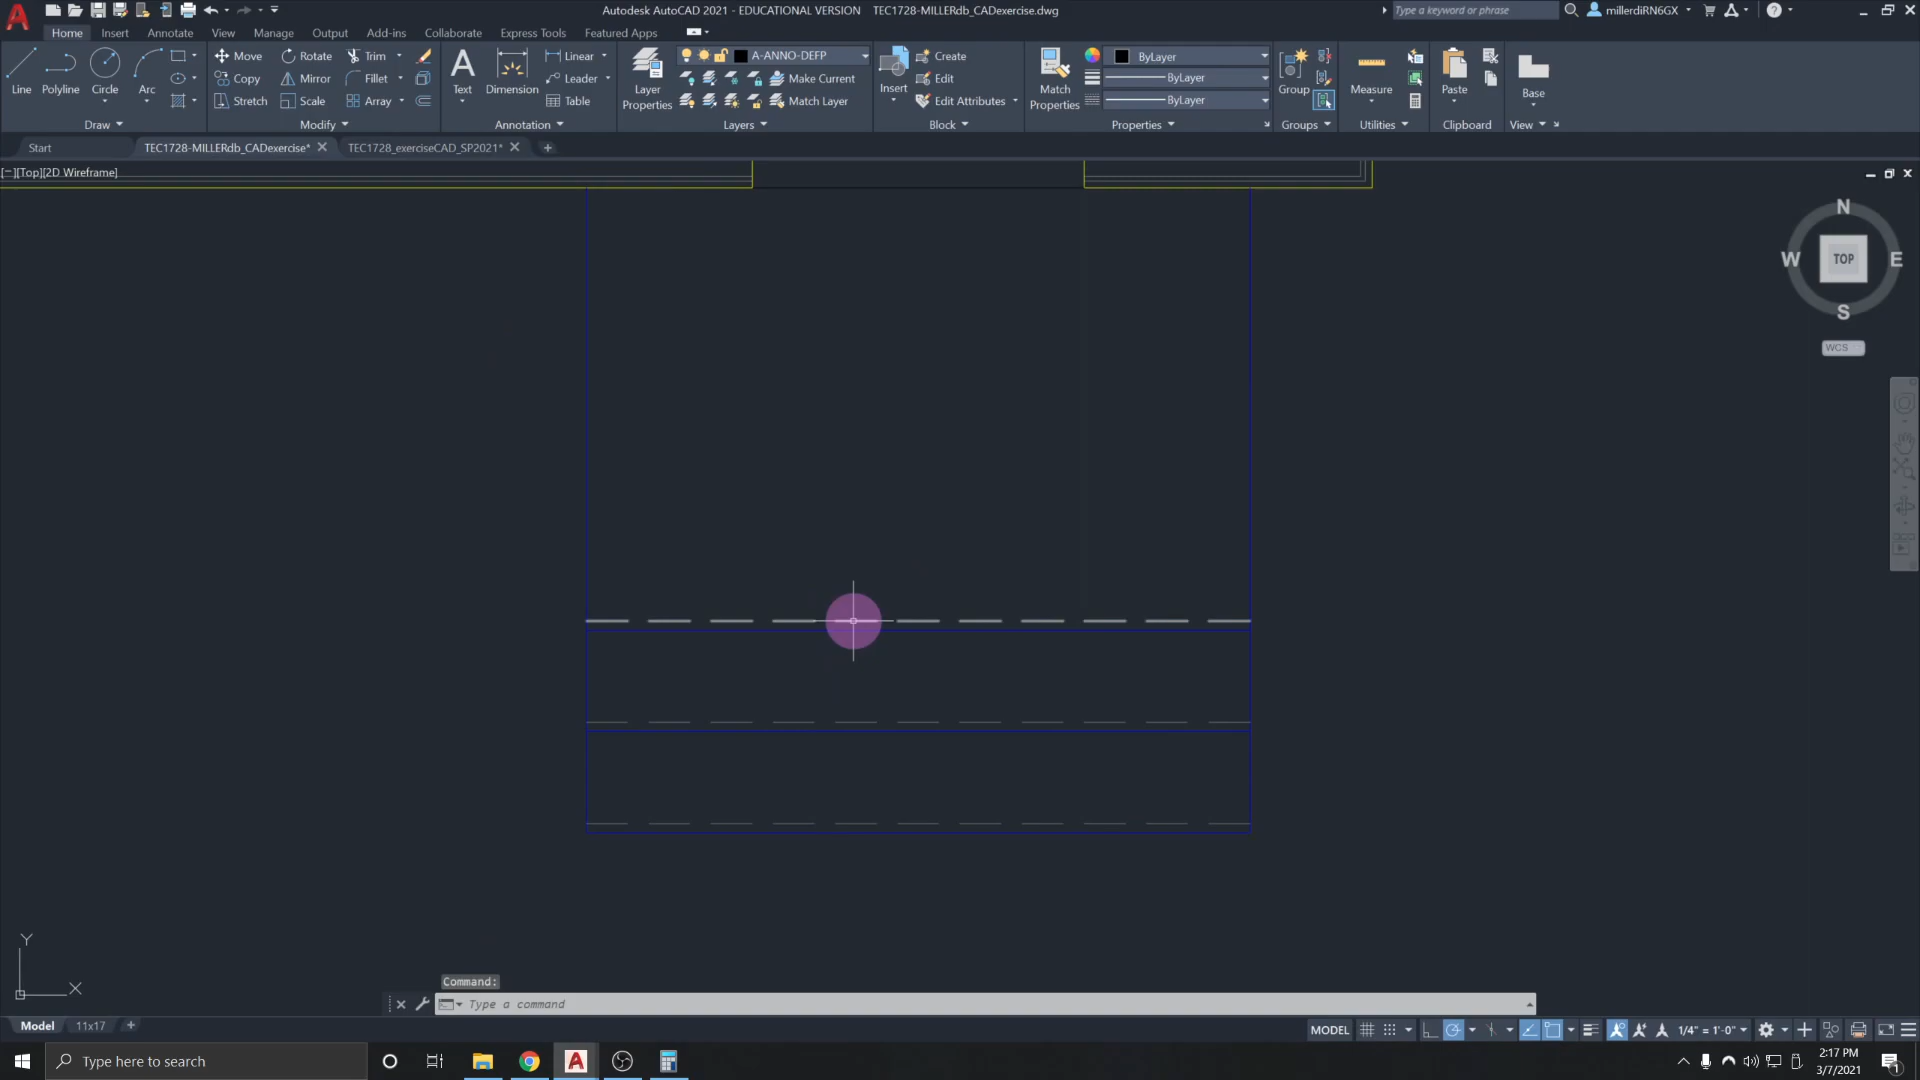 Autodesk AutoCAD 2021 - EDUCATIONAL VERSION TEC1728-MILLERdb_CADexercise.dwg
Type a keyword or phrase
millerdiRN6GX
Home Insert Annotate View Manage Output Add-ins Collaborate Express Tools Featured Apps
Line Polyline Circle Arc
Draw
Move Rotate Trim
Copy Mirror Fillet
Stretch Scale Array
Modify
Text Dimension
Linear
Leader
Table
Annotation
Layer Properties
A-ANNO-DEFP
Make Current
Match Layer
Layers
Insert
Create
Edit
Edit Attributes
Block
Match Properties
ByLayer
ByLayer
ByLayer
Properties
Group
Groups
Measure
Utilities
Paste
Clipboard
Base
View
Start TEC1728-MILLERdb_CADexercise* TEC1728_exerciseCAD_SP2021*
[−][Top][2D Wireframe]
N
W TOP E
S
WCS
Y
X
Command:
Type a command
Model 11x17
MODEL 1/4" = 1'-0"
Type here to search
2:17 PM
3/7/2021
1